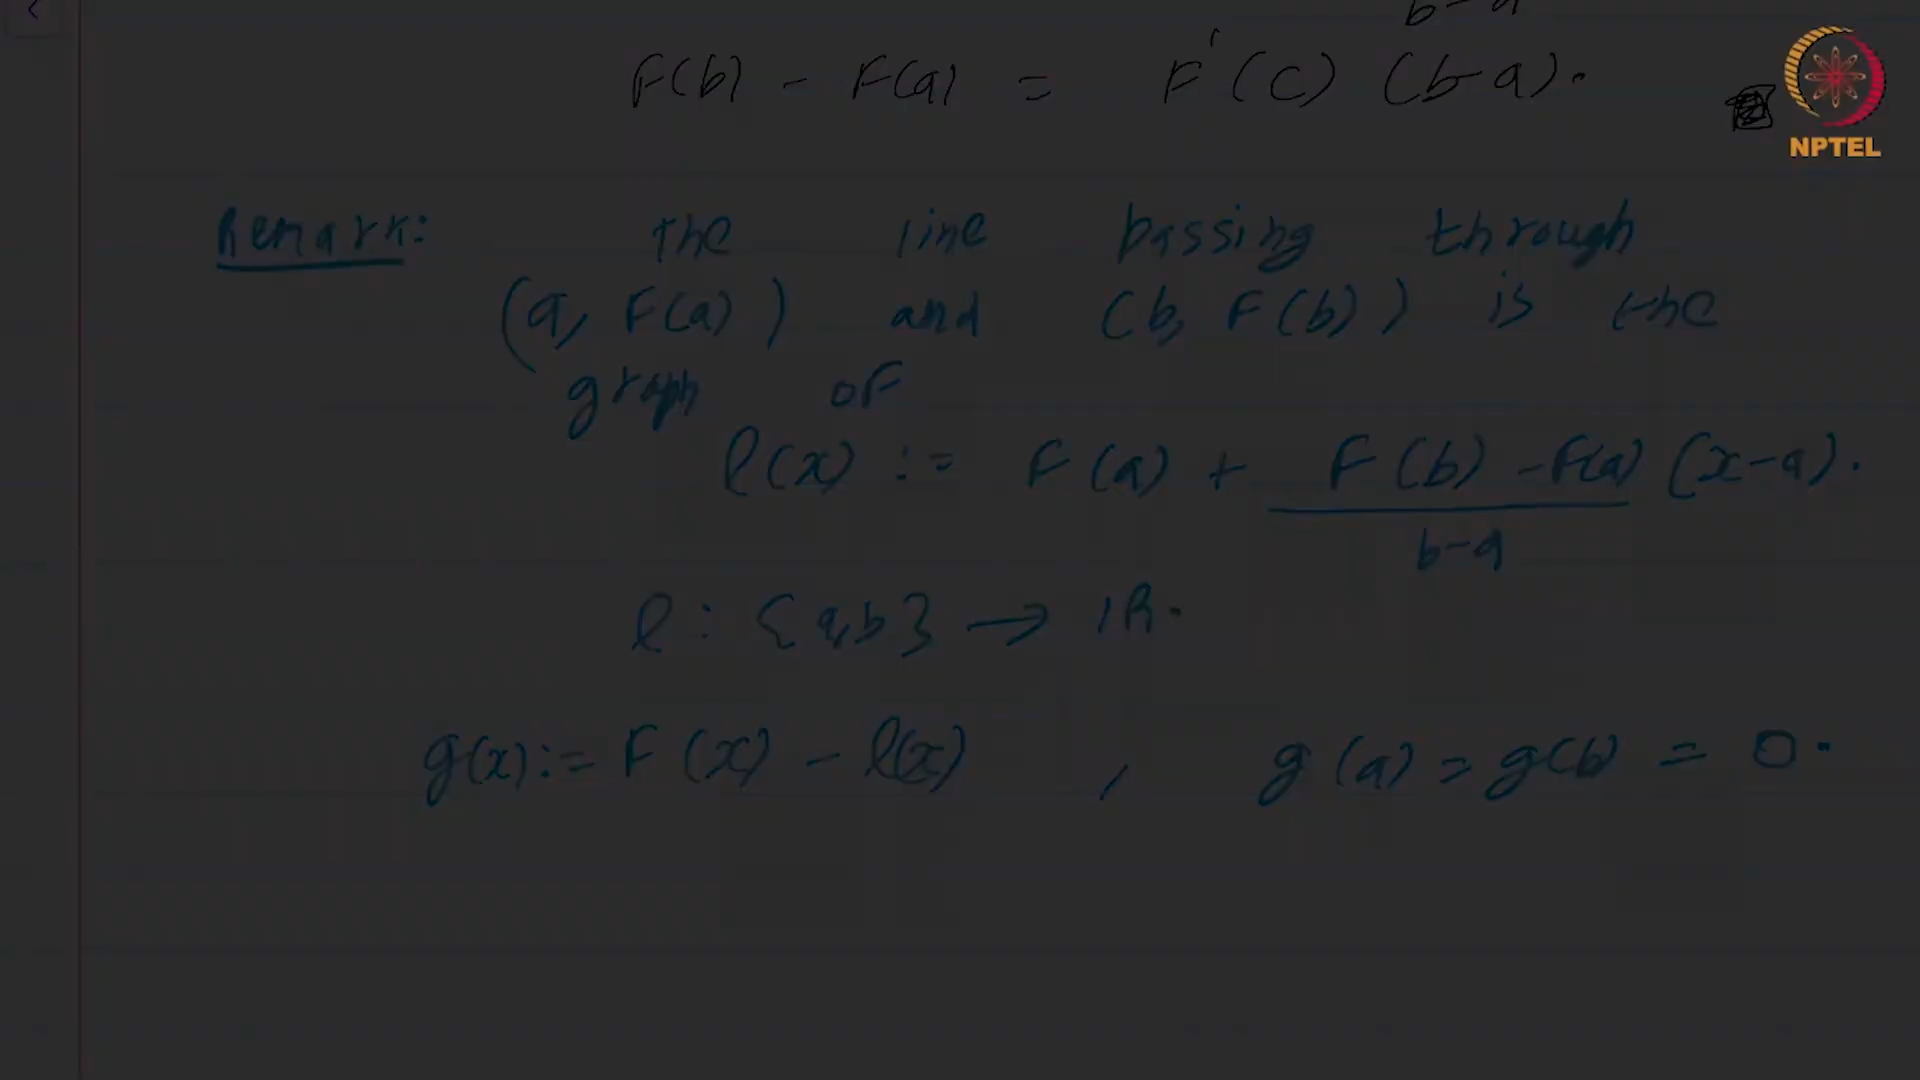 b-a
F(b) - F(a) = F'(c) (b-a).
NPTEL
Remark: The line passing through
(a, F(a)) and (b, F(b)) is the
graph of
l(x) := F(a) + F(b) - F(a) (x-a).
b-a
l : {a,b} → ℝ.
g(x) := F(x) - l(x) , g(a) = g(b) = 0.